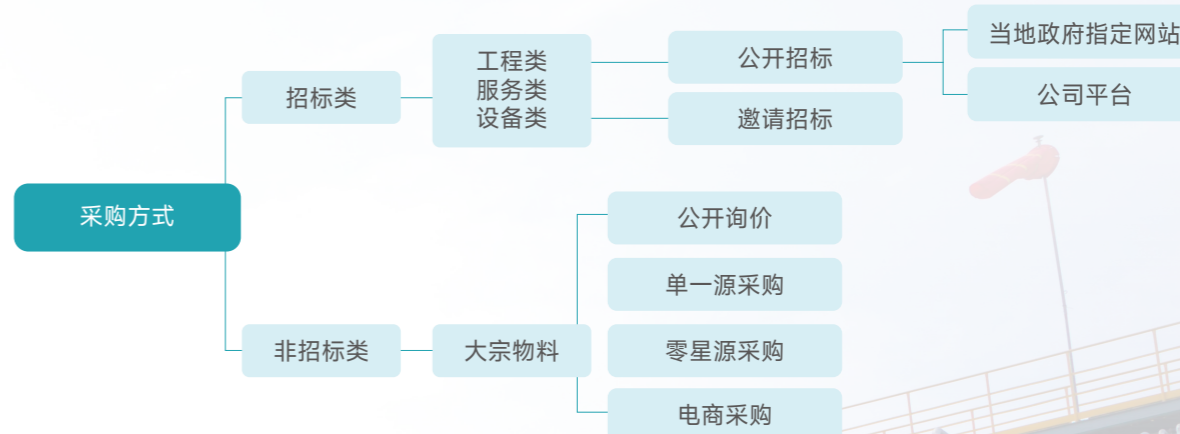 采购方式
招标类
工程类
服务类
设备类
公开招标
邀请招标
当地政府指定网站
公司平台
非招标类
大宗物料
公开询价
单一源采购
零星源采购
电商采购